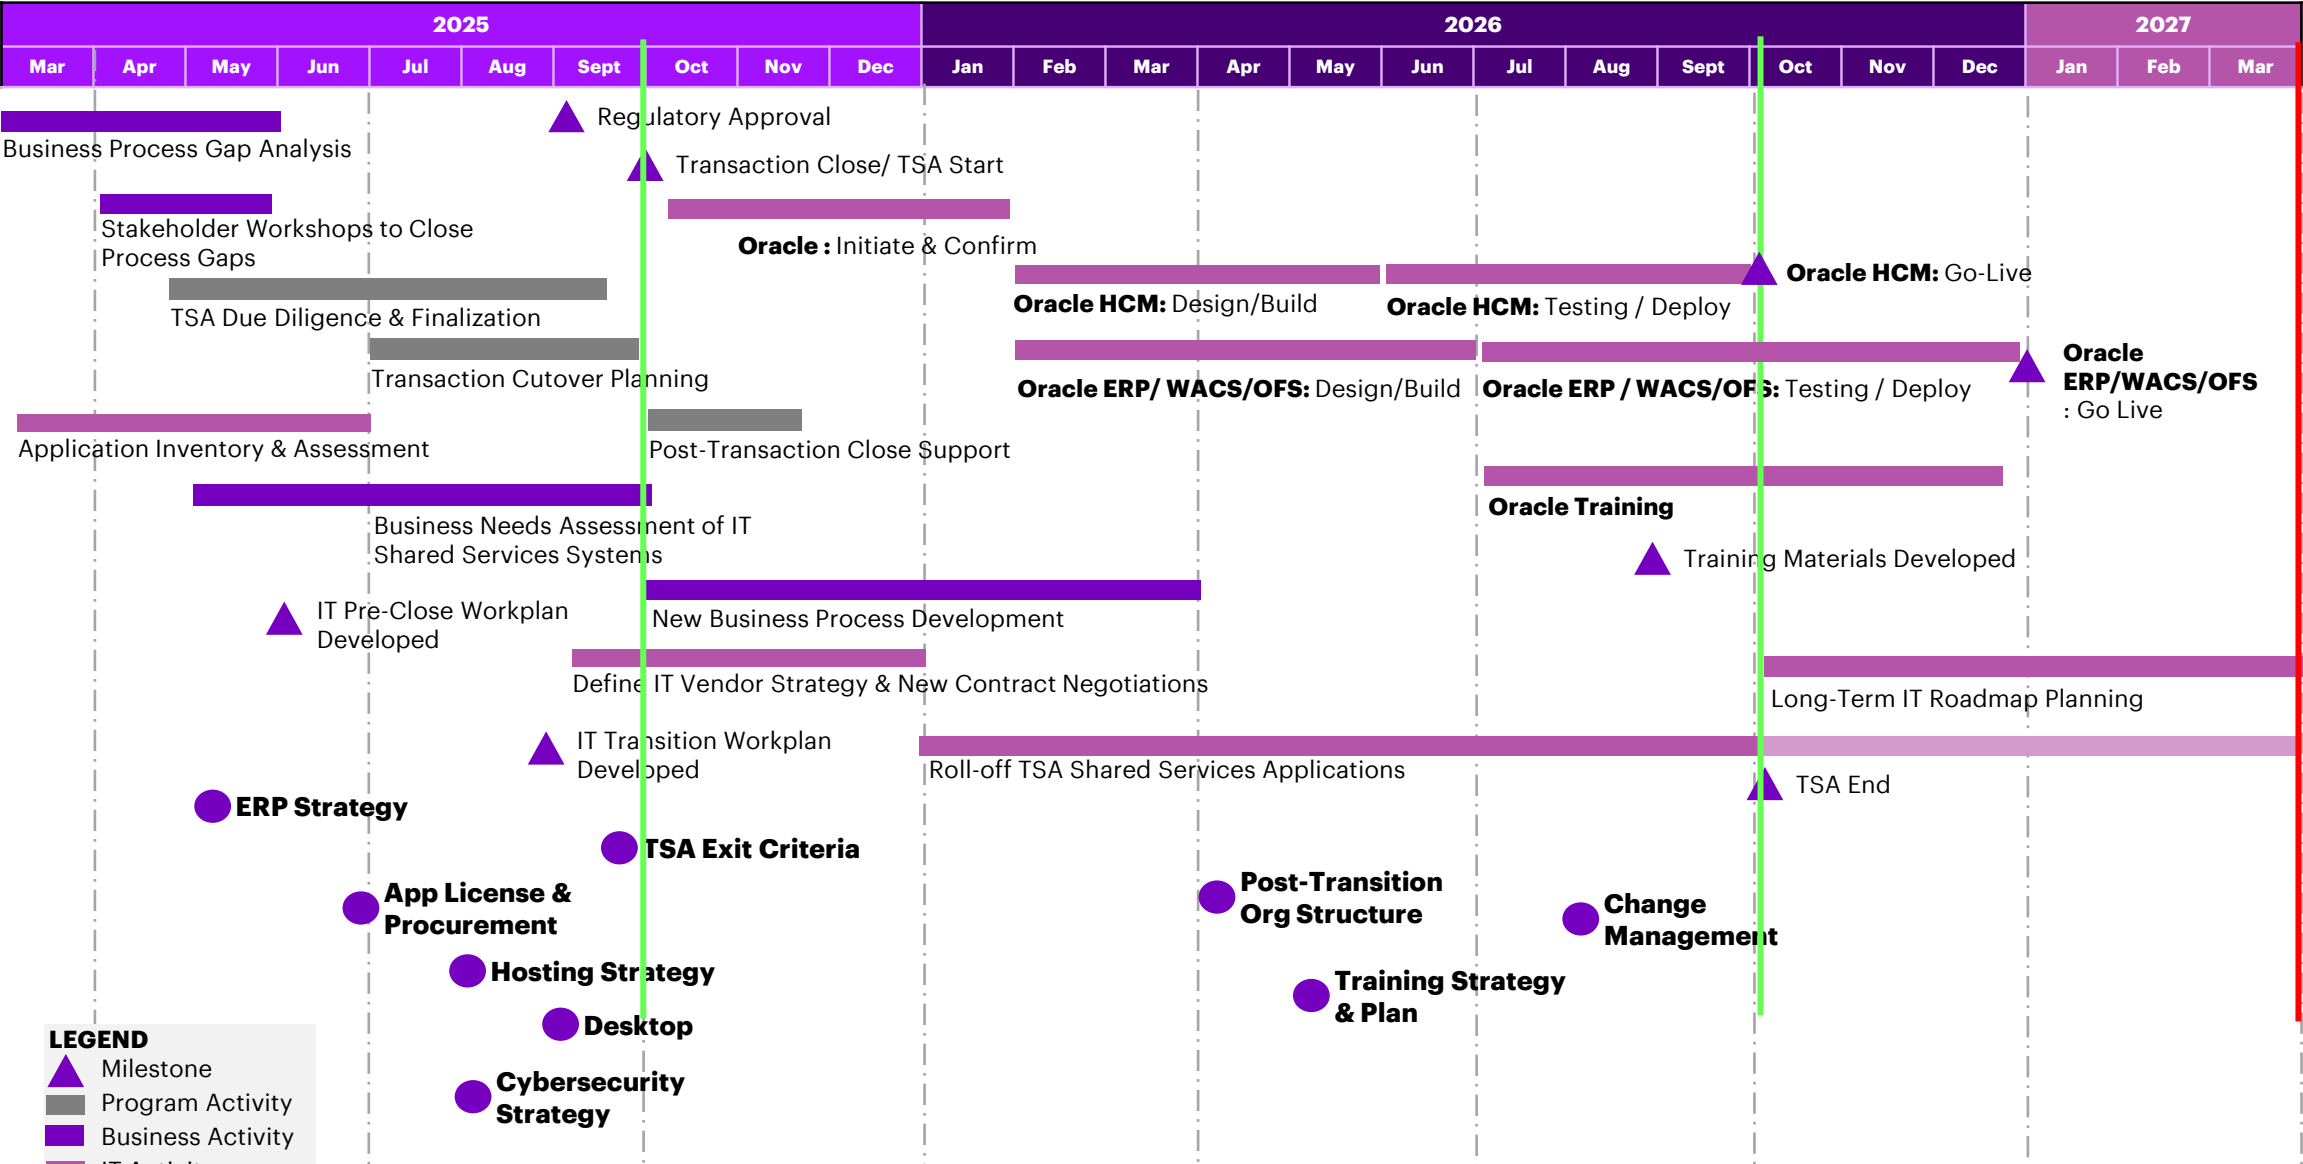 2025 2026 2027
Mar Apr May Jun Jul Aug Sept Oct Nov Dec Jan Feb Mar Apr May Jun Jul Aug Sept Oct Nov Dec Jan Feb Mar
Regulatory Approval
Business Process Gap Analysis
Transaction Close/ TSA Start
Stakeholder Workshops to Close
Process Gaps
Oracle : Initiate & Confirm
Oracle HCM: Go-Live
Oracle HCM: Design/Build
Oracle HCM: Testing / Deploy
TSA Due Diligence & Finalization
Oracle
ERP/WACS/OFS
: Go Live
Transaction Cutover Planning
Oracle ERP/ WACS/OFS: Design/Build
Oracle ERP / WACS/OFS: Testing / Deploy
Application Inventory & Assessment
Post-Transaction Close Support
Oracle Training
Business Needs Assessment of IT
Shared Services Systems
Training Materials Developed
IT Pre-Close Workplan
Developed
New Business Process Development
Define IT Vendor Strategy & New Contract Negotiations
Long-Term IT Roadmap Planning
IT Transition Workplan
Developed
Roll-off TSA Shared Services Applications
TSA End
ERP Strategy
TSA Exit Criteria
App License &
Procurement
Post-Transition
Org Structure
Change
Management
Hosting Strategy
Training Strategy
& Plan
Desktop
Cybersecurity
Strategy
LEGEND
Milestone
Program Activity
Business Activity